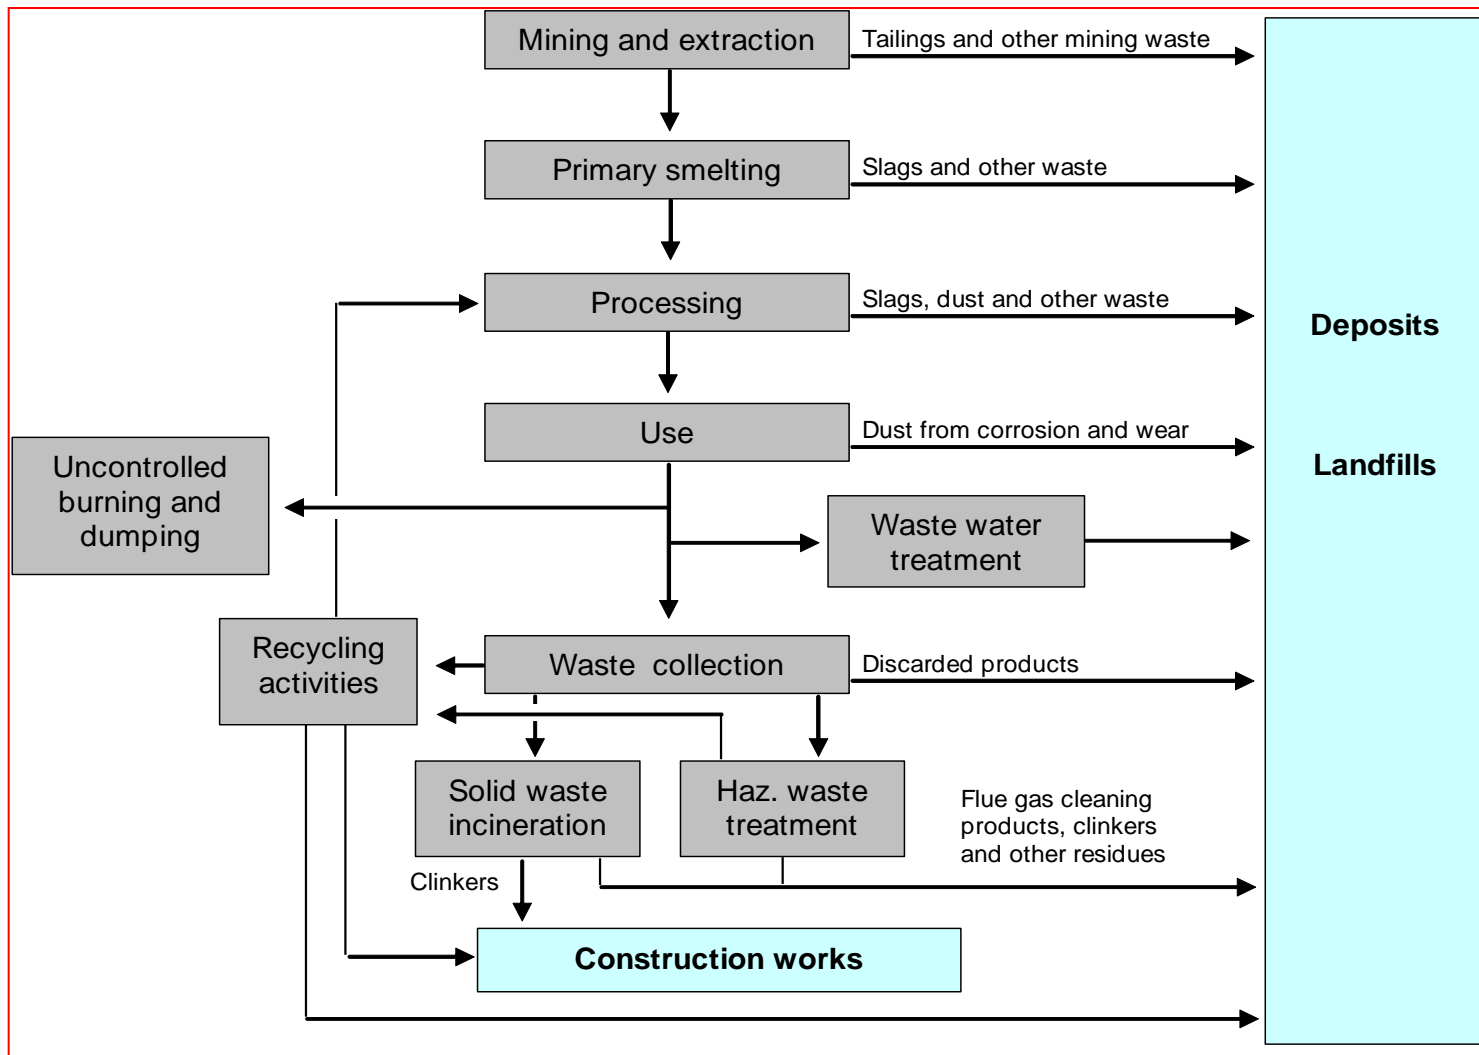 Mining and extraction
Tailings and other mining waste
Primary smelting
Slags and other waste
Processing
Slags, dust and other waste
Deposits
Use
Dust from corrosion and wear
Landfills
Uncontrolled
burning and
dumping
Waste water
treatment
Recycling
activities
Waste collection
Discarded products
Solid waste
incineration
Haz. waste
treatment
Flue gas cleaning
products, clinkers
and other residues
Clinkers
Construction works